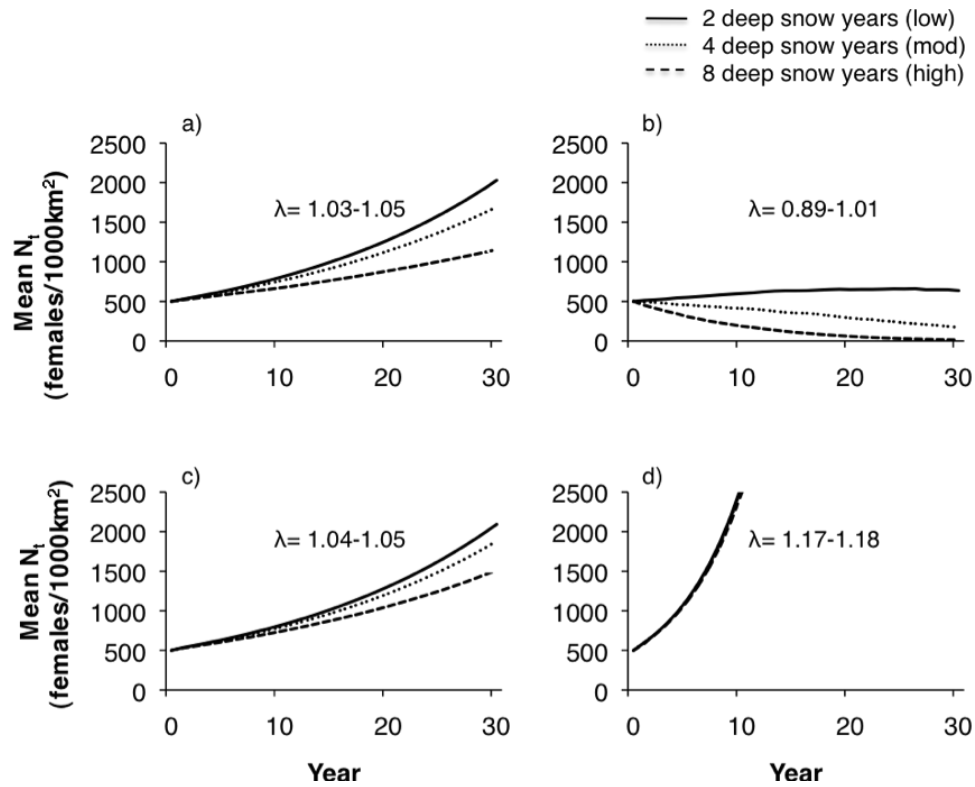 2 deep snow years (low)
4 deep snow years (mod)
8 deep snow years (high)
a)
2500
2000
1500
1000
500
0
λ= 1.03-1.05
0 10 20 30
Mean Nt
(females/1000km²)
b)
2500
2000
1500
1000
500
0
λ= 0.89-1.01
0 10 20 30
c)
2500
2000
1500
1000
500
0
λ= 1.04-1.05
0 10 20 30
Mean Nt
(females/1000km²)
Year
d)
2500
2000
1500
1000
500
0
λ= 1.17-1.18
0 10 20 30
Year